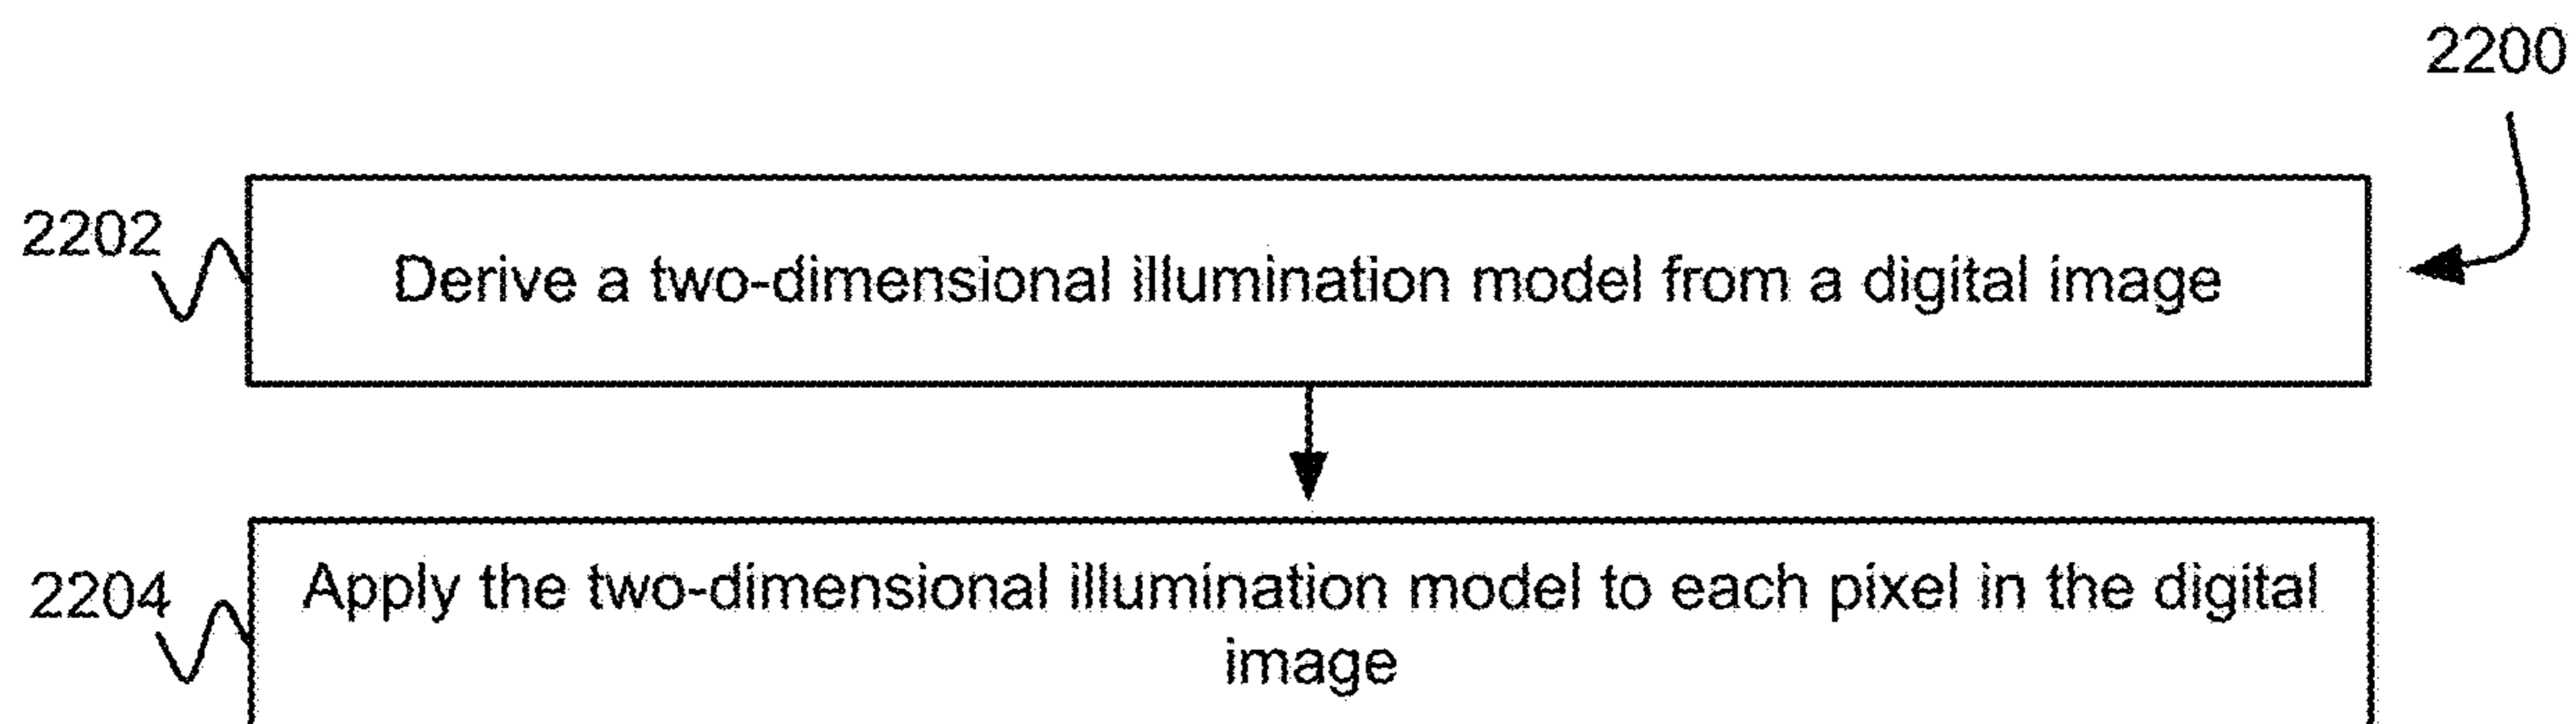 2200
2202
Derive a two-dimensional illumination model from a digital image
2204
Apply the two-dimensional illumination model to each pixel in the digital
image